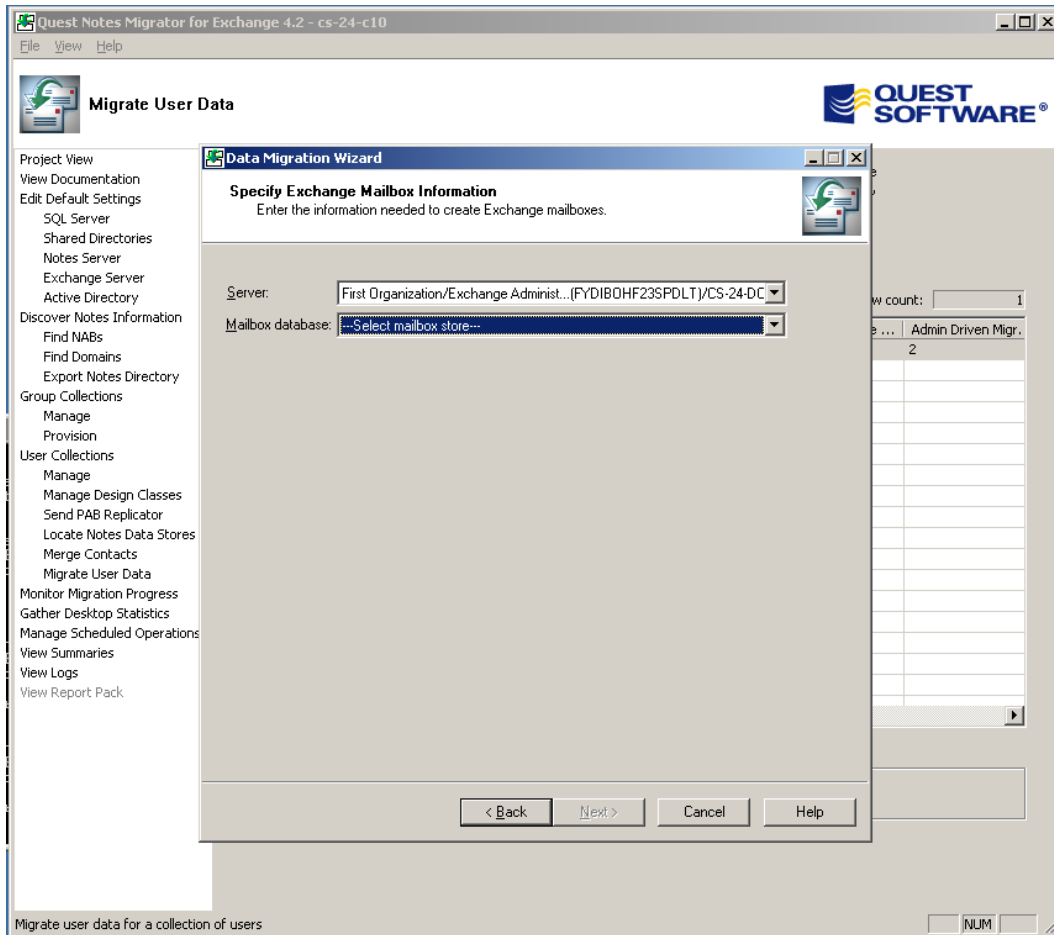 Quest Notes Migrator for Exchange 4.2 - cs-24-c10
File View Help
Migrate User Data
QUEST SOFTWARE®
Project View
View Documentation
Edit Default Settings
SQL Server
Shared Directories
Notes Server
Exchange Server
Active Directory
Discover Notes Information
Find NABs
Find Domains
Export Notes Directory
Group Collections
Manage
Provision
User Collections
Manage
Manage Design Classes
Send PAB Replicator
Locate Notes Data Stores
Merge Contacts
Migrate User Data
Monitor Migration Progress
Gather Desktop Statistics
Manage Scheduled Operations
View Summaries
View Logs
View Report Pack
Data Migration Wizard
Specify Exchange Mailbox Information
Enter the information needed to create Exchange mailboxes.
Server: First Organization/Exchange Administ...(FYDIBOHF23SPDLT)/CS-24-DC
Mailbox database: ---Select mailbox store---
< Back Next > Cancel Help
w count: 1
e ... Admin Driven Migr.
2
Migrate user data for a collection of users
NUM